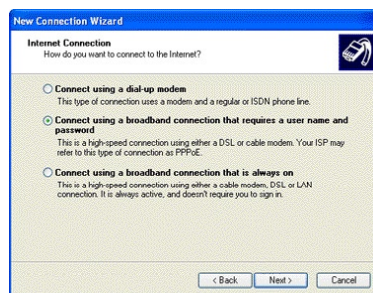 New Connection Wizard
Internet Connection
How do you want to connect to the Internet?
Connect using a dial-up modem
This type of connection uses a modem and a regular or ISDN phone line.
Connect using a broadband connection that requires a user name and
password
This is a high-speed connection using either a DSL or cable modem. Your ISP may
refer to this type of connection as PPPoE.
Connect using a broadband connection that is always on
This is a high-speed connection using either a cable modem, DSL or LAN
connection. It is always active, and doesn't require you to sign in.
< Back
Next >
Cancel